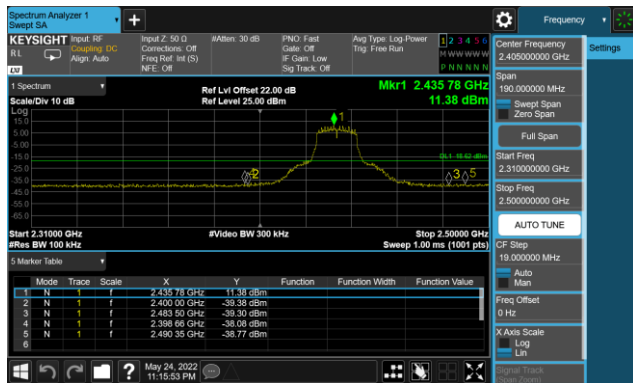 Spectrum Analyzer 1
Swept SA
Frequency
KEYSIGHT
RL
LXI
Input: RF
Coupling: DC
Align: Auto
Input Z: 50 Ω
Corrections: Off
Freq Ref: Int (S)
NFE: Off
#Atten: 30 dB
PNO: Fast
Gate: Off
IF Gain: Low
Sig Track: Off
Avg Type: Log-Power
Trig: Free Run
1 2 3 4 5 6
M W W W W W
P N N N N N
1 Spectrum
Scale/Div 10 dB
Ref Lvl Offset 22.00 dB
Ref Level 25.00 dBm
Mkr1 2.435 78 GHz
11.38 dBm
Log
15.0
5.00
-5.00
-15.0
-25.0
-35.0
-45.0
-55.0
-65.0
1
DL1 -18.62 dBm
2
3
5
Start 2.31000 GHz
#Res BW 100 kHz
#Video BW 300 kHz
Stop 2.50000 GHz
Sweep 1.00 ms (1001 pts)
5 Marker Table
Mode Trace Scale X Y Function Function Width Function Value
1 N 1 f 2.435 78 GHz 11.38 dBm
2 N 1 f 2.400 00 GHz -39.38 dBm
3 N 1 f 2.483 50 GHz -39.30 dBm
4 N 1 f 2.398 66 GHz -38.08 dBm
5 N 1 f 2.490 35 GHz -38.77 dBm
6
May 24, 2022
11:15:53 PM
Center Frequency
2.405000000 GHz
Settings
Span
190.000000 MHz
Swept Span
Zero Span
Full Span
Start Freq
2.310000000 GHz
Stop Freq
2.500000000 GHz
AUTO TUNE
CF Step
19.000000 MHz
Auto
Man
Freq Offset
0 Hz
X Axis Scale
Log
Lin
Signal Track
(Span Zoom)